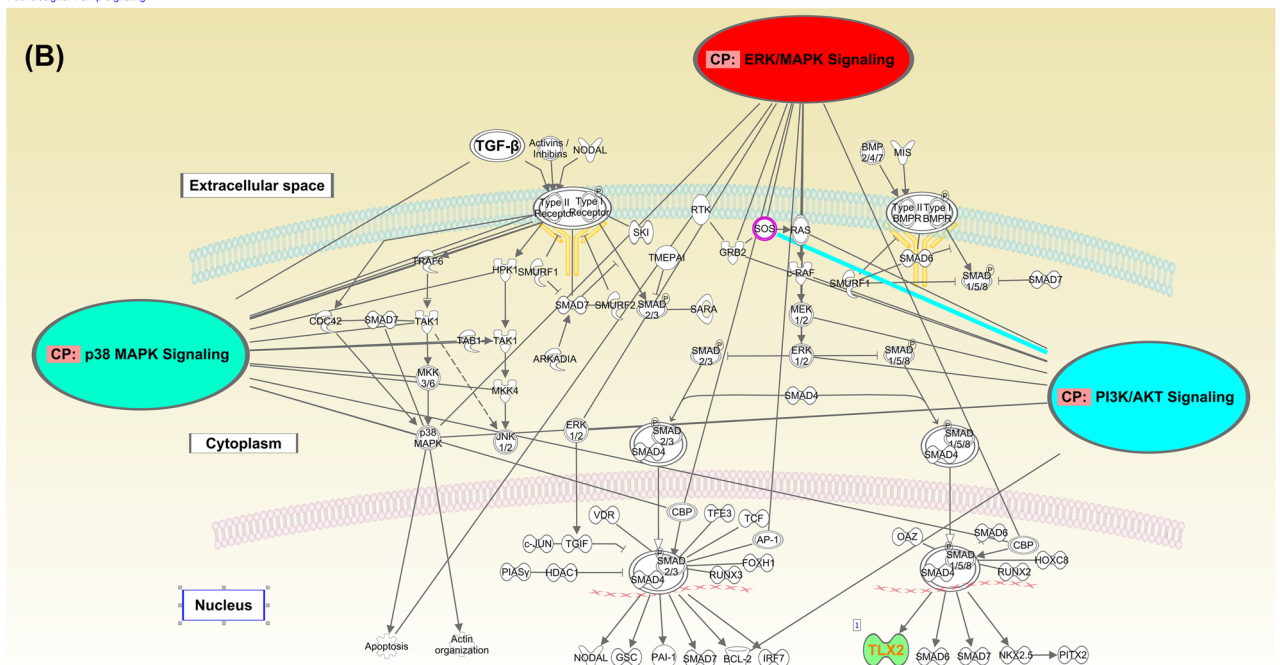 (B)
CP: ERK/MAPK Signaling
TGF-β
Activins /
Inhibins
NODAL
BMP
2/4/7
MIS
Extracellular space
Type II
Receptor
Type I
Receptor
P
SKI
RTK
SOS
RAS
Type II
BMPR
Type I
BMPR
P
TRAF6
HPK1
SMURF1
TMEPAI
GRB2
c-RAF
SMAD6
SMURF1
SMAD
1/5/8
P
SMAD7
CDC42
SMAD7
TAK1
SMAD7
SMURF2
SMAD
2/3
P
SARA
MEK
1/2
CP: p38 MAPK Signaling
TAB1
TAK1
ARKADIA
SMAD
2/3
P
ERK
1/2
SMAD
1/5/8
P
MKK
3/6
MKK4
SMAD4
CP: PI3K/AKT Signaling
Cytoplasm
p38
MAPK
JNK
1/2
ERK
1/2
P
SMAD
2/3
SMAD4
P
SMAD
1/5/8
SMAD4
VDR
CBP
TFE3
TCF
c-JUN
TGIF
AP-1
OAZ
SMAD6
CBP
PIASγ
HDAC1
P
SMAD
2/3
SMAD4
FOXH1
RUNX3
P
SMAD
1/5/8
SMAD4
HOXC8
RUNX2
Nucleus
1
Apoptosis
Actin
organization
NODAL
GSC
PAI-1
SMAD7
BCL-2
IRF7
TLX2
SMAD6
SMAD7
NKX2.5
PITX2